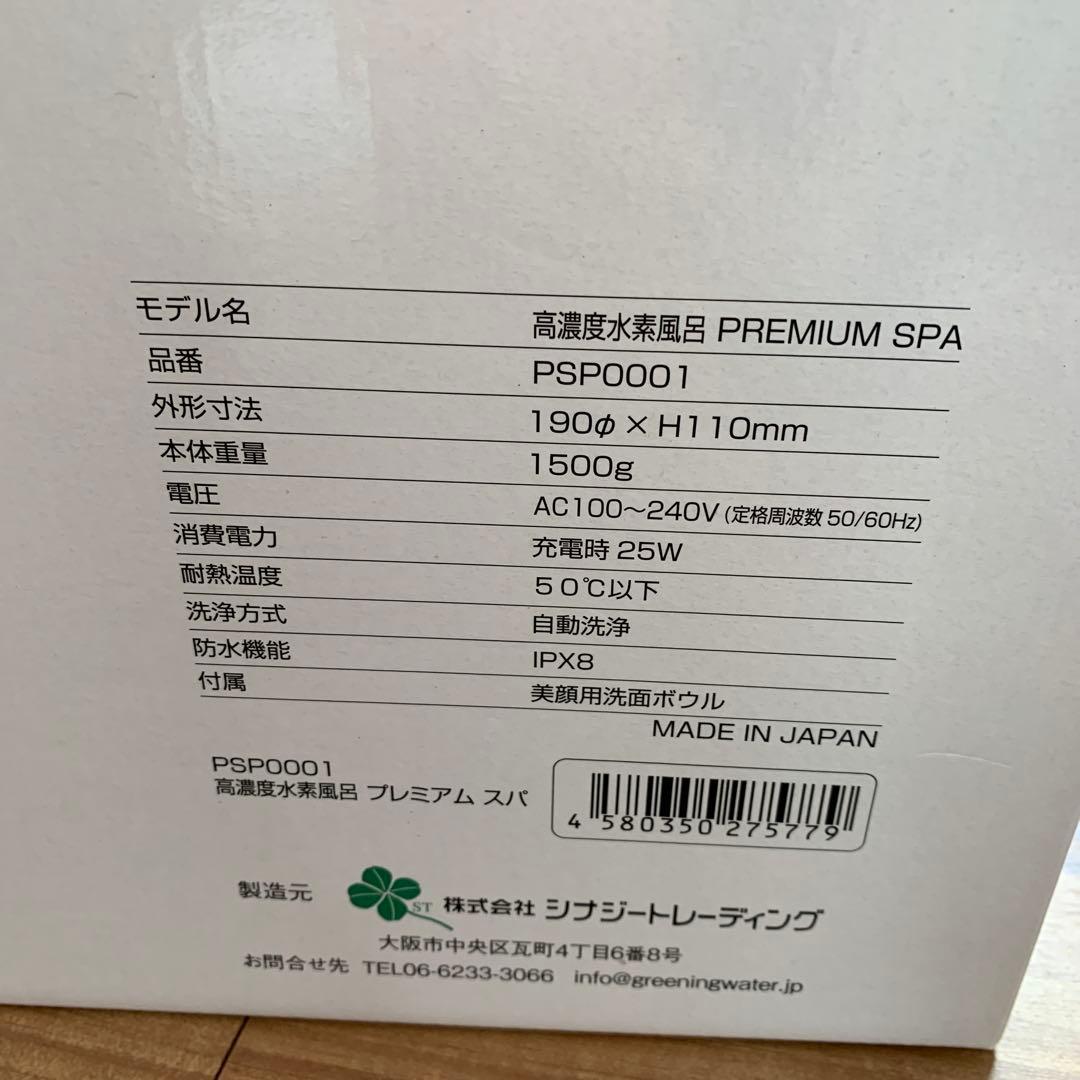 モデル名 高濃度水素風呂 PREMIUM SPA
品番 PSP0001
外形寸法 190φ × H110mm
本体重量 1500g
電圧 AC100～240V (定格周波数 50/60Hz)
消費電力 充電時 25W
耐熱温度 50℃以下
洗浄方式 自動洗浄
防水機能 IPX8
付属 美顔用洗面ボウル
MADE IN JAPAN
PSP0001
高濃度水素風呂 プレミアム スパ
4 580350 275779
製造元 ST 株式会社 シナジートレーディング
大阪市中央区瓦町4丁目6番8号
お問合せ先 TEL06-6233-3066 info@greeningwater.jp